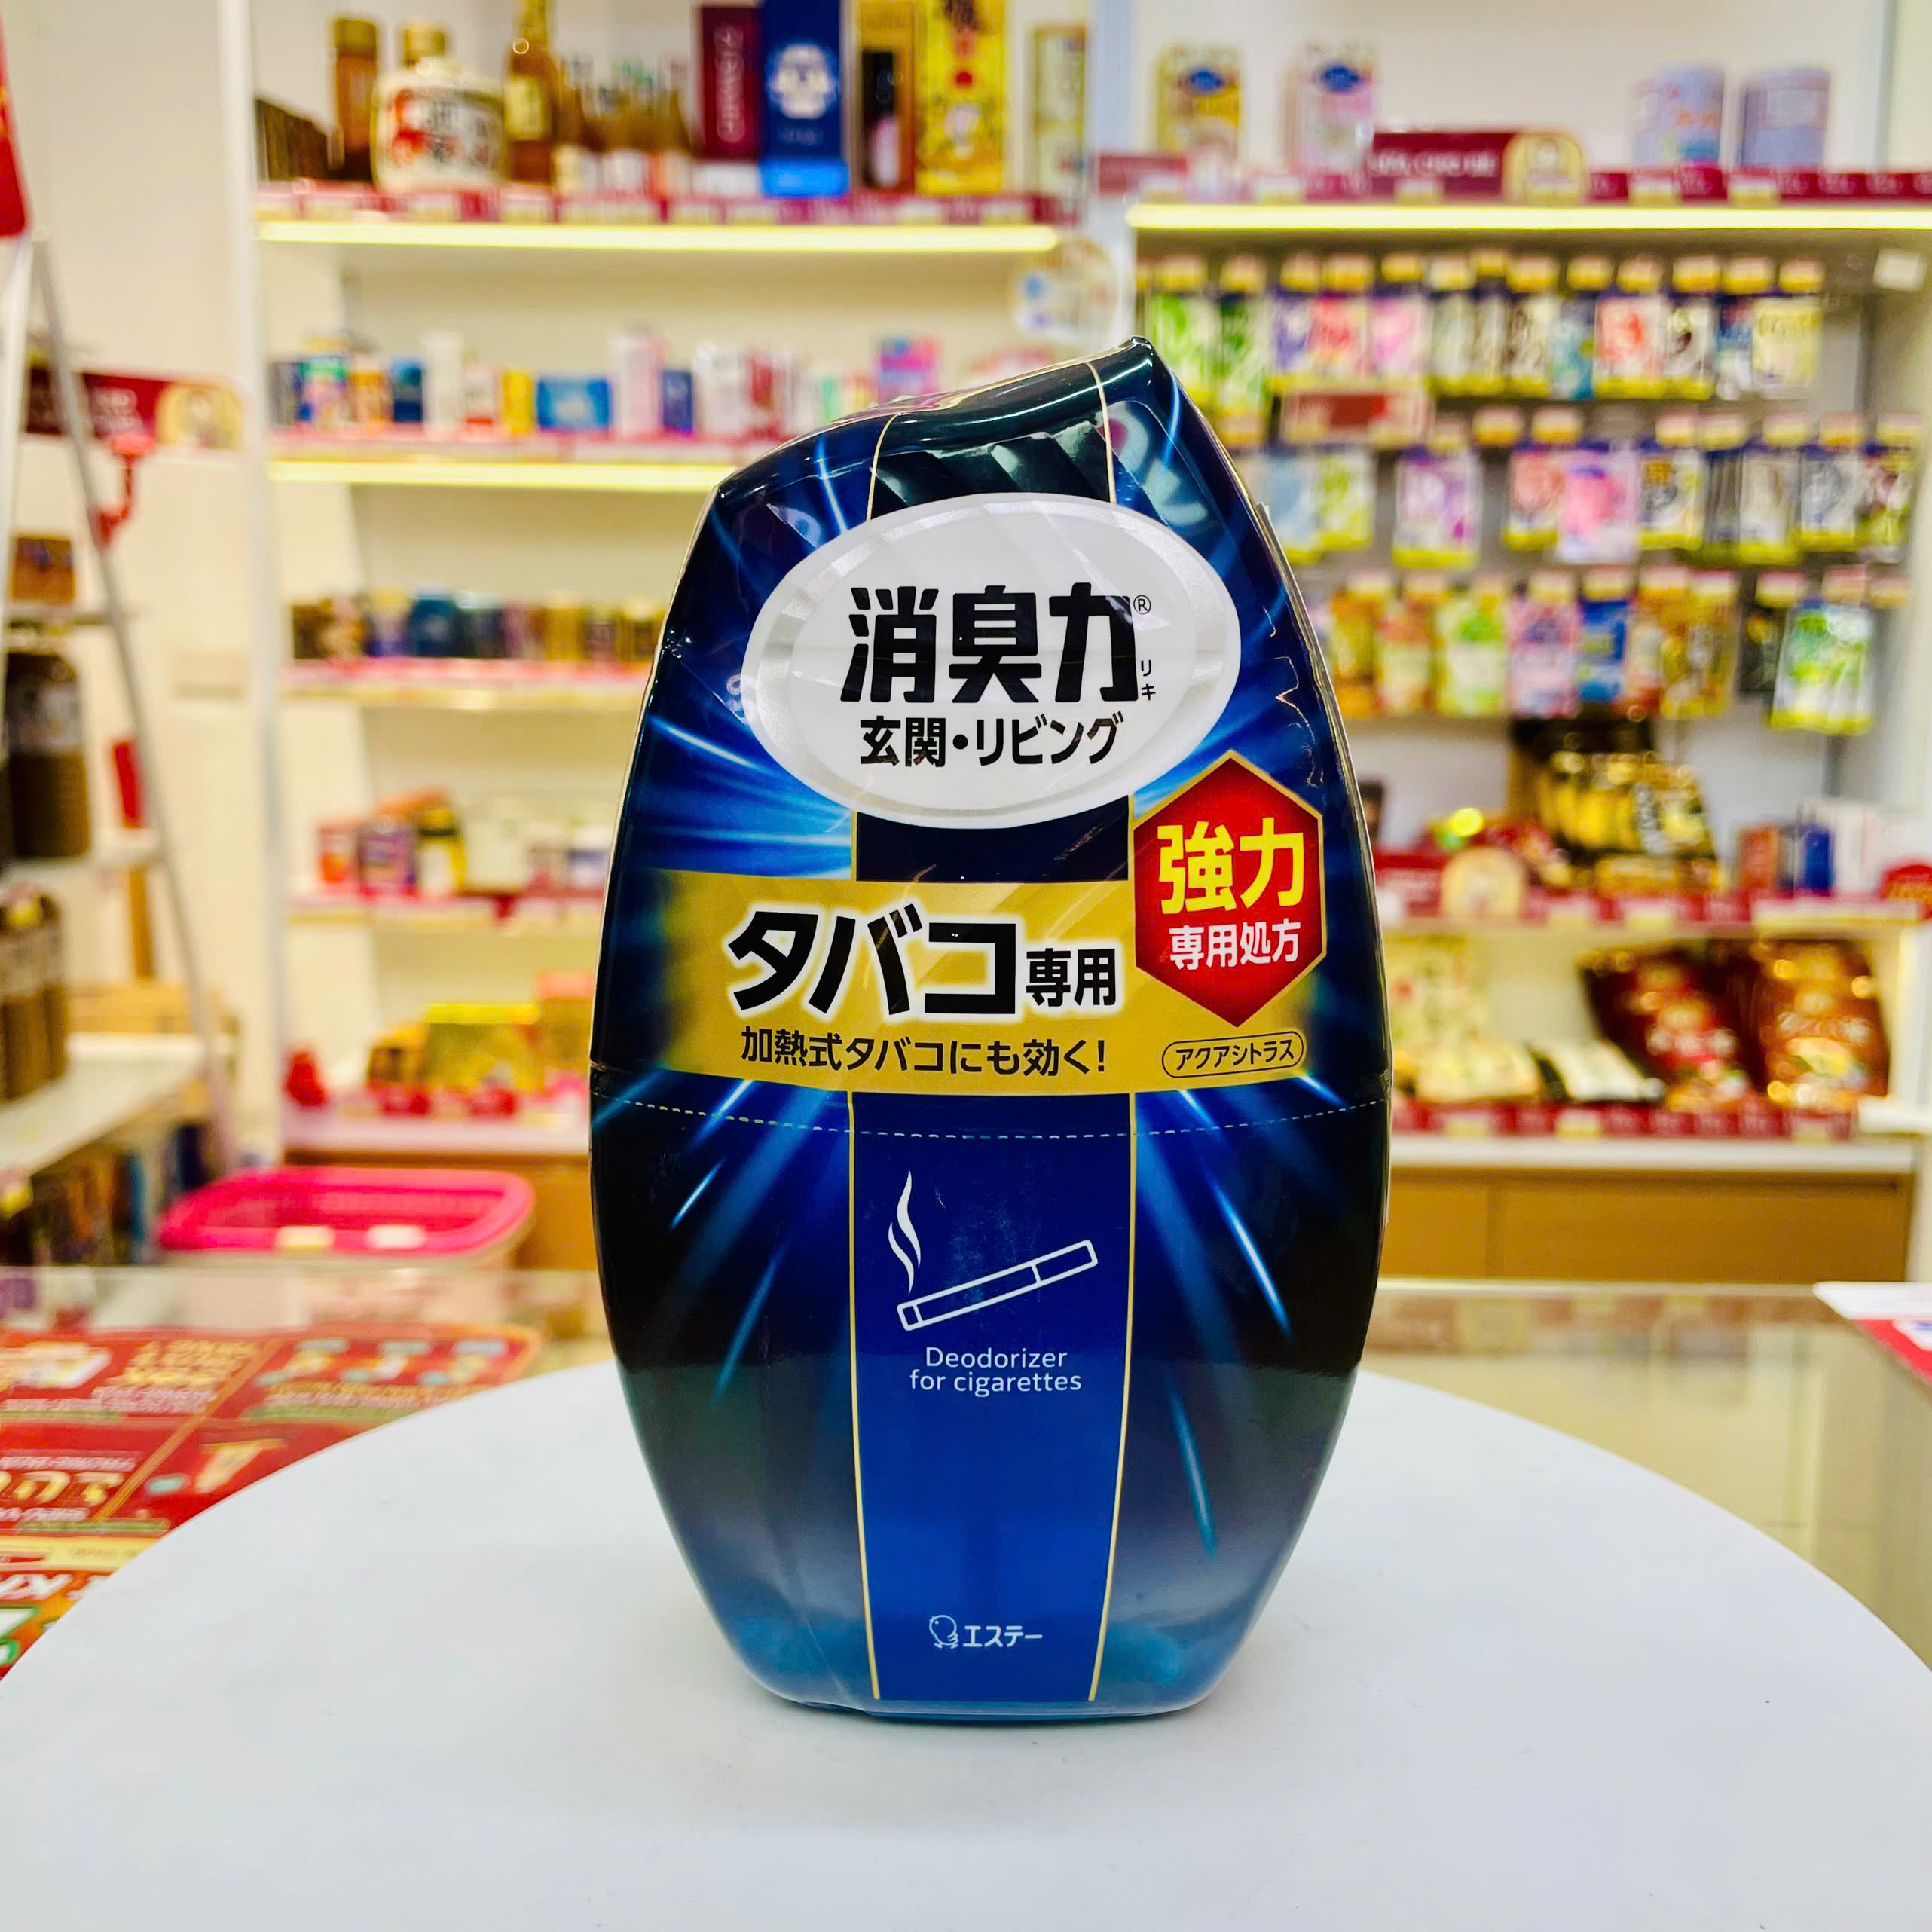 消臭力®
リキ
玄関・リビング
強力
専用処方
タバコ専用
加熱式タバコにも効く!
アクアシトラス
Deodorizer
for cigarettes
エステー